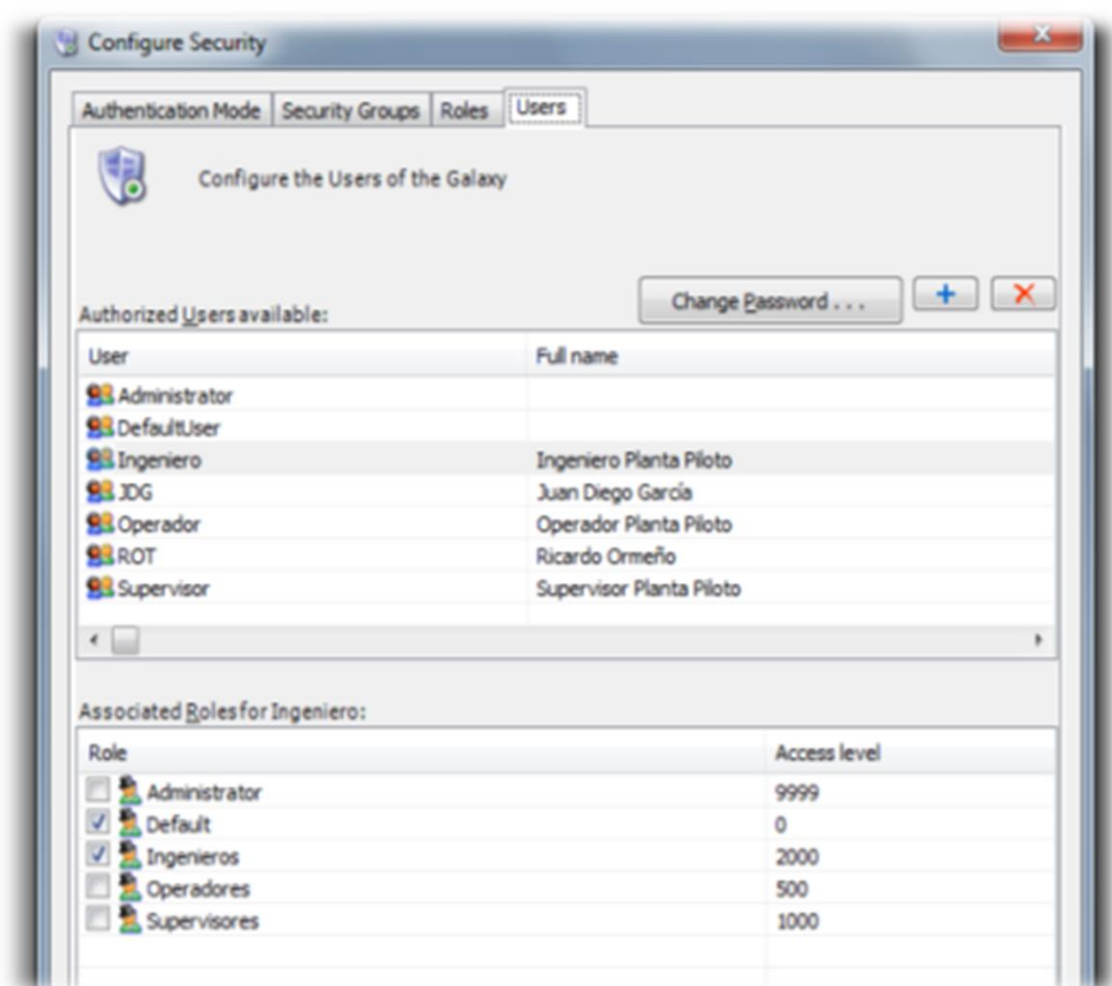 Configure Security
Authentication Mode Security Groups Roles Users
Configure the Users of the Galaxy
Change Password . . .
Authorized Users available:
User Full name
Administrator
DefaultUser
Ingeniero Ingeniero Planta Piloto
JDG Juan Diego García
Operador Operador Planta Piloto
ROT Ricardo Ormeño
Supervisor Supervisor Planta Piloto
Associated Roles for Ingeniero:
Role Access level
Administrator 9999
Default 0
Ingenieros 2000
Operadores 500
Supervisores 1000